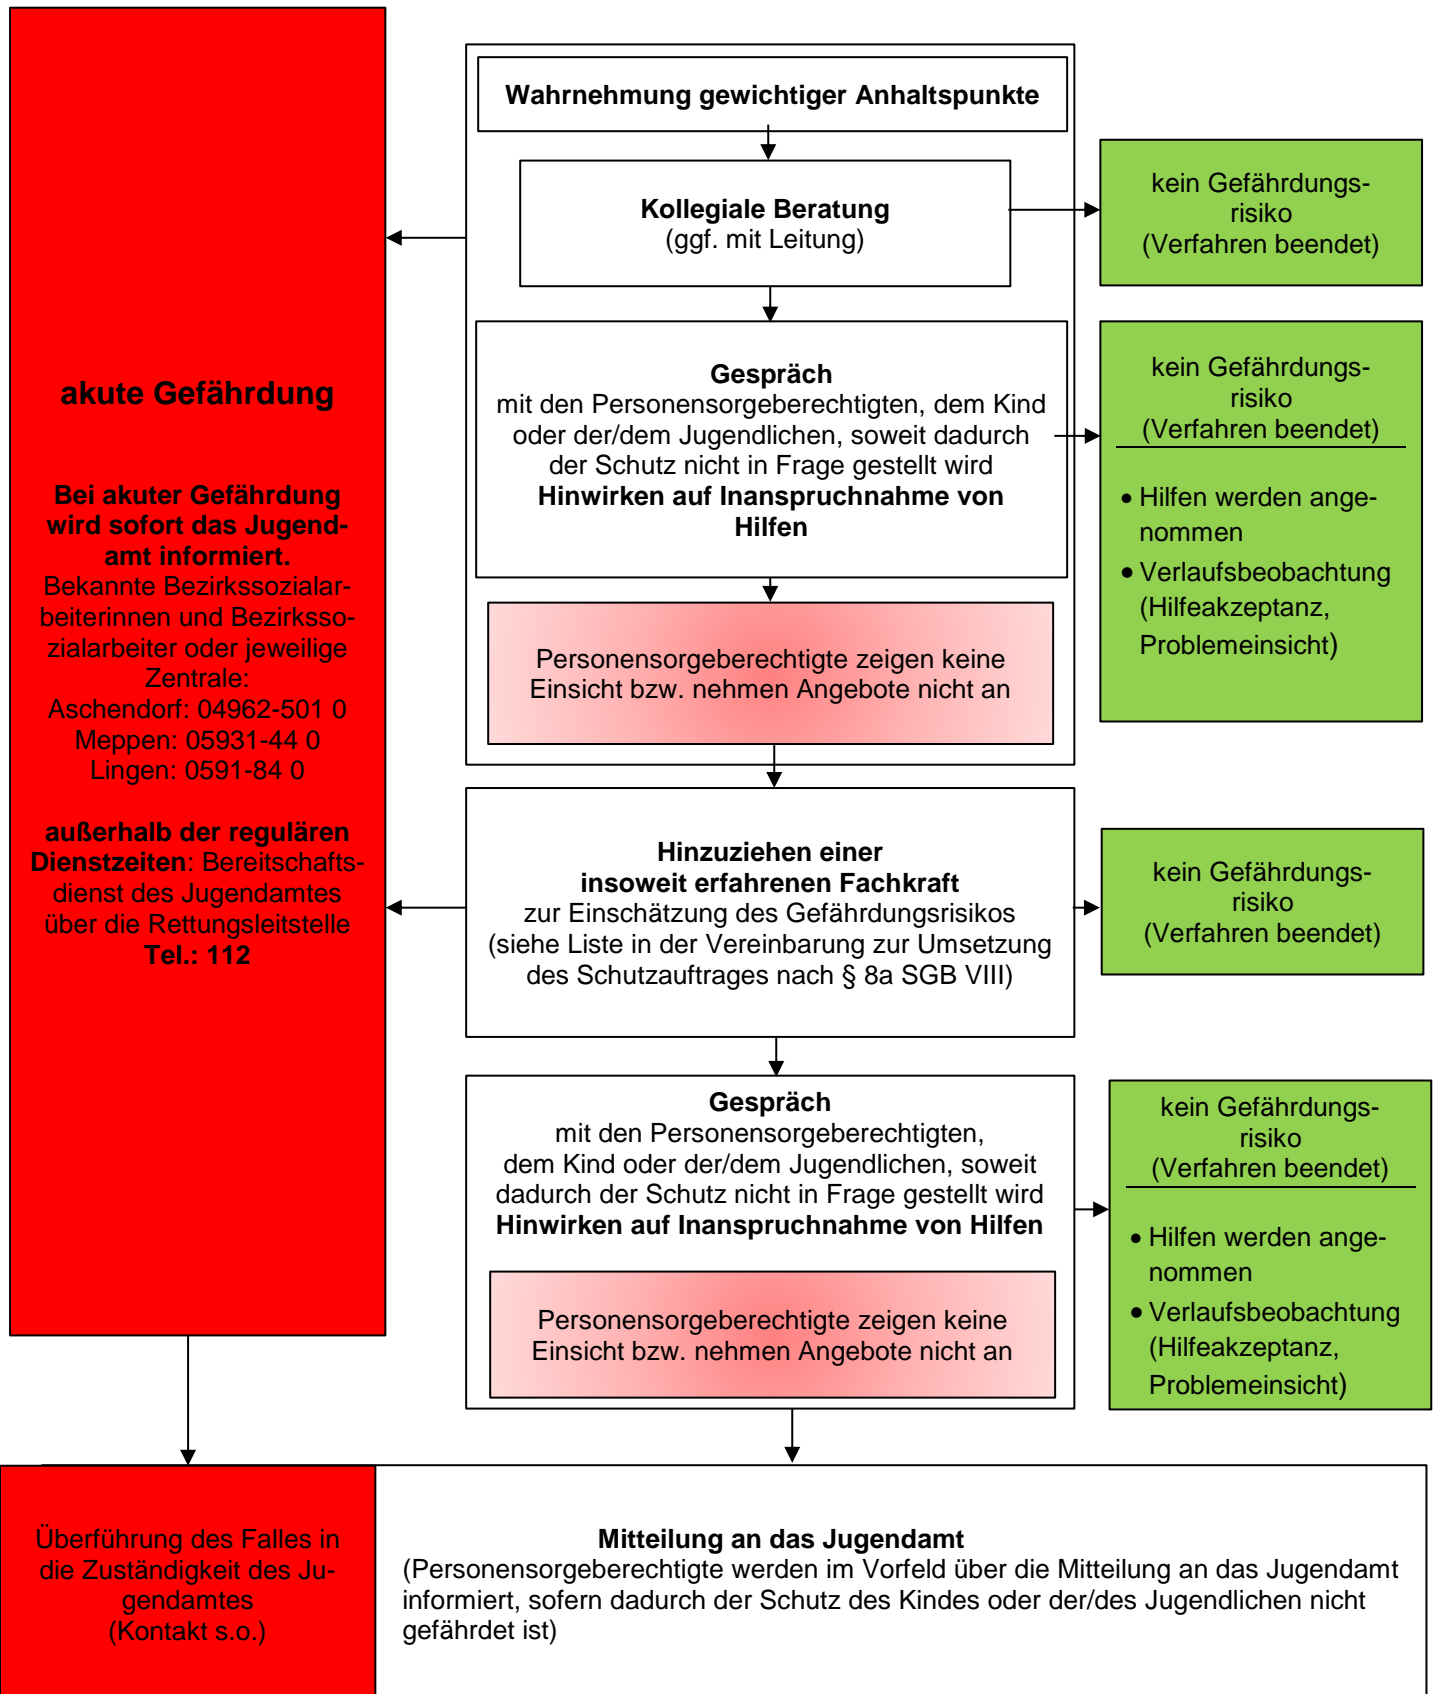 Wahrnehmung gewichtiger Anhaltspunkte
Kollegiale Beratung
(ggf. mit Leitung)
kein Gefährdungs-
risiko
(Verfahren beendet)
Gespräch
mit den Personensorgeberechtigten, dem Kind
oder der/dem Jugendlichen, soweit dadurch
der Schutz nicht in Frage gestellt wird
Hinwirken auf Inanspruchnahme von
Hilfen
kein Gefährdungs-
risiko
(Verfahren beendet)
• Hilfen werden ange-
nommen
• Verlaufsbeobachtung
(Hilfeakzeptanz,
Problemeinsicht)
Personensorgeberechtigte zeigen keine
Einsicht bzw. nehmen Angebote nicht an
akute Gefährdung
Bei akuter Gefährdung
wird sofort das Jugend-
amt informiert.
Bekannte Bezirkssozialar-
beiterinnen und Bezirksso-
zialarbeiter oder jeweilige
Zentrale:
Aschendorf: 04962-501 0
Meppen: 05931-44 0
Lingen: 0591-84 0
außerhalb der regulären
Dienstzeiten: Bereitschafts-
dienst des Jugendamtes
über die Rettungsleitstelle
Tel.: 112
Hinzuziehen einer
insoweit erfahrenen Fachkraft
zur Einschätzung des Gefährdungsrisikos
(siehe Liste in der Vereinbarung zur Umsetzung
des Schutzauftrages nach § 8a SGB VIII)
kein Gefährdungs-
risiko
(Verfahren beendet)
Gespräch
mit den Personensorgeberechtigten,
dem Kind oder der/dem Jugendlichen, soweit
dadurch der Schutz nicht in Frage gestellt wird
Hinwirken auf Inanspruchnahme von Hilfen
Personensorgeberechtigte zeigen keine
Einsicht bzw. nehmen Angebote nicht an
kein Gefährdungs-
risiko
(Verfahren beendet)
• Hilfen werden ange-
nommen
• Verlaufsbeobachtung
(Hilfeakzeptanz,
Problemeinsicht)
Überführung des Falles in
die Zuständigkeit des Ju-
gendamtes
(Kontakt s.o.)
Mitteilung an das Jugendamt
(Personensorgeberechtigte werden im Vorfeld über die Mitteilung an das Jugendamt
informiert, sofern dadurch der Schutz des Kindes oder der/des Jugendlichen nicht
gefährdet ist)